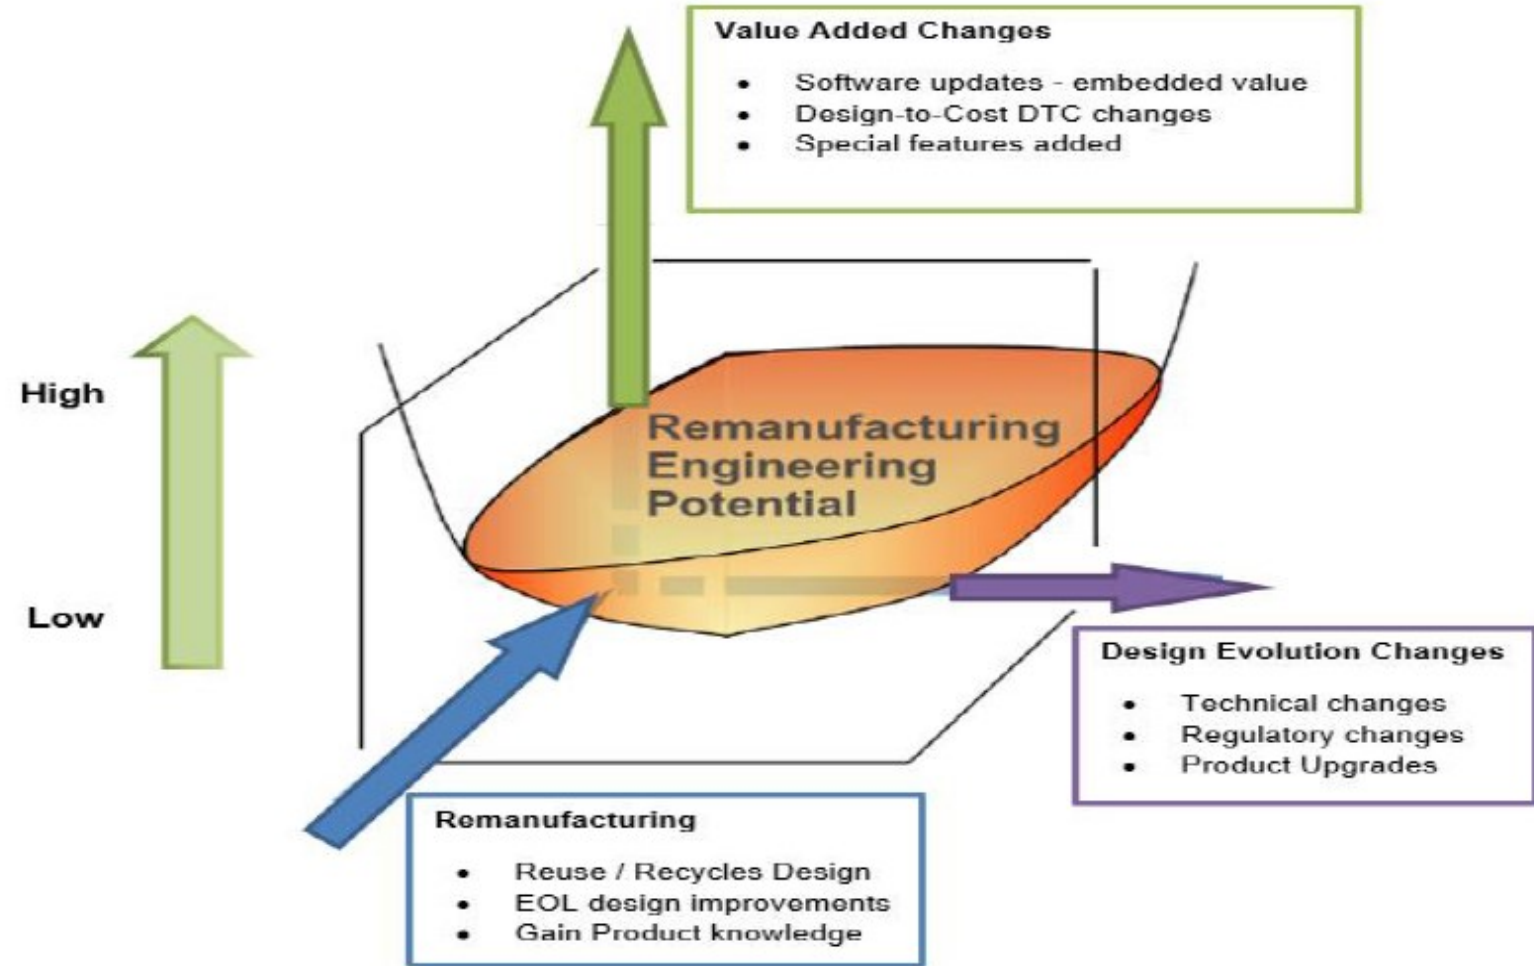 Value Added Changes
• Software updates - embedded value
• Design-to-Cost DTC changes
• Special features added
High
Low
Remanufacturing
Engineering
Potential
Design Evolution Changes
• Technical changes
• Regulatory changes
• Product Upgrades
Remanufacturing
• Reuse / Recycles Design
• EOL design improvements
• Gain Product knowledge